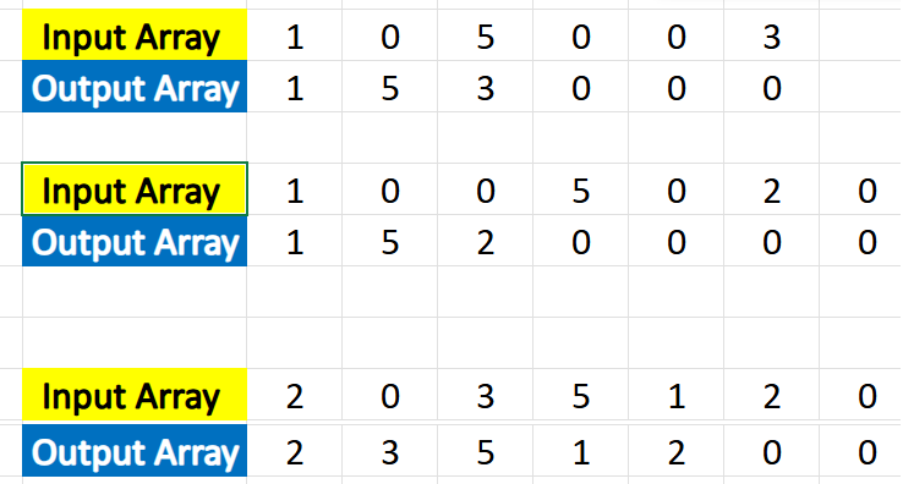 Input Array 1 0 5 0 0 3
Output Array 1 5 3 0 0 0
Input Array 1 0 0 5 0 2 0
Output Array 1 5 2 0 0 0 0
Input Array 2 0 3 5 1 2 0
Output Array 2 3 5 1 2 0 0